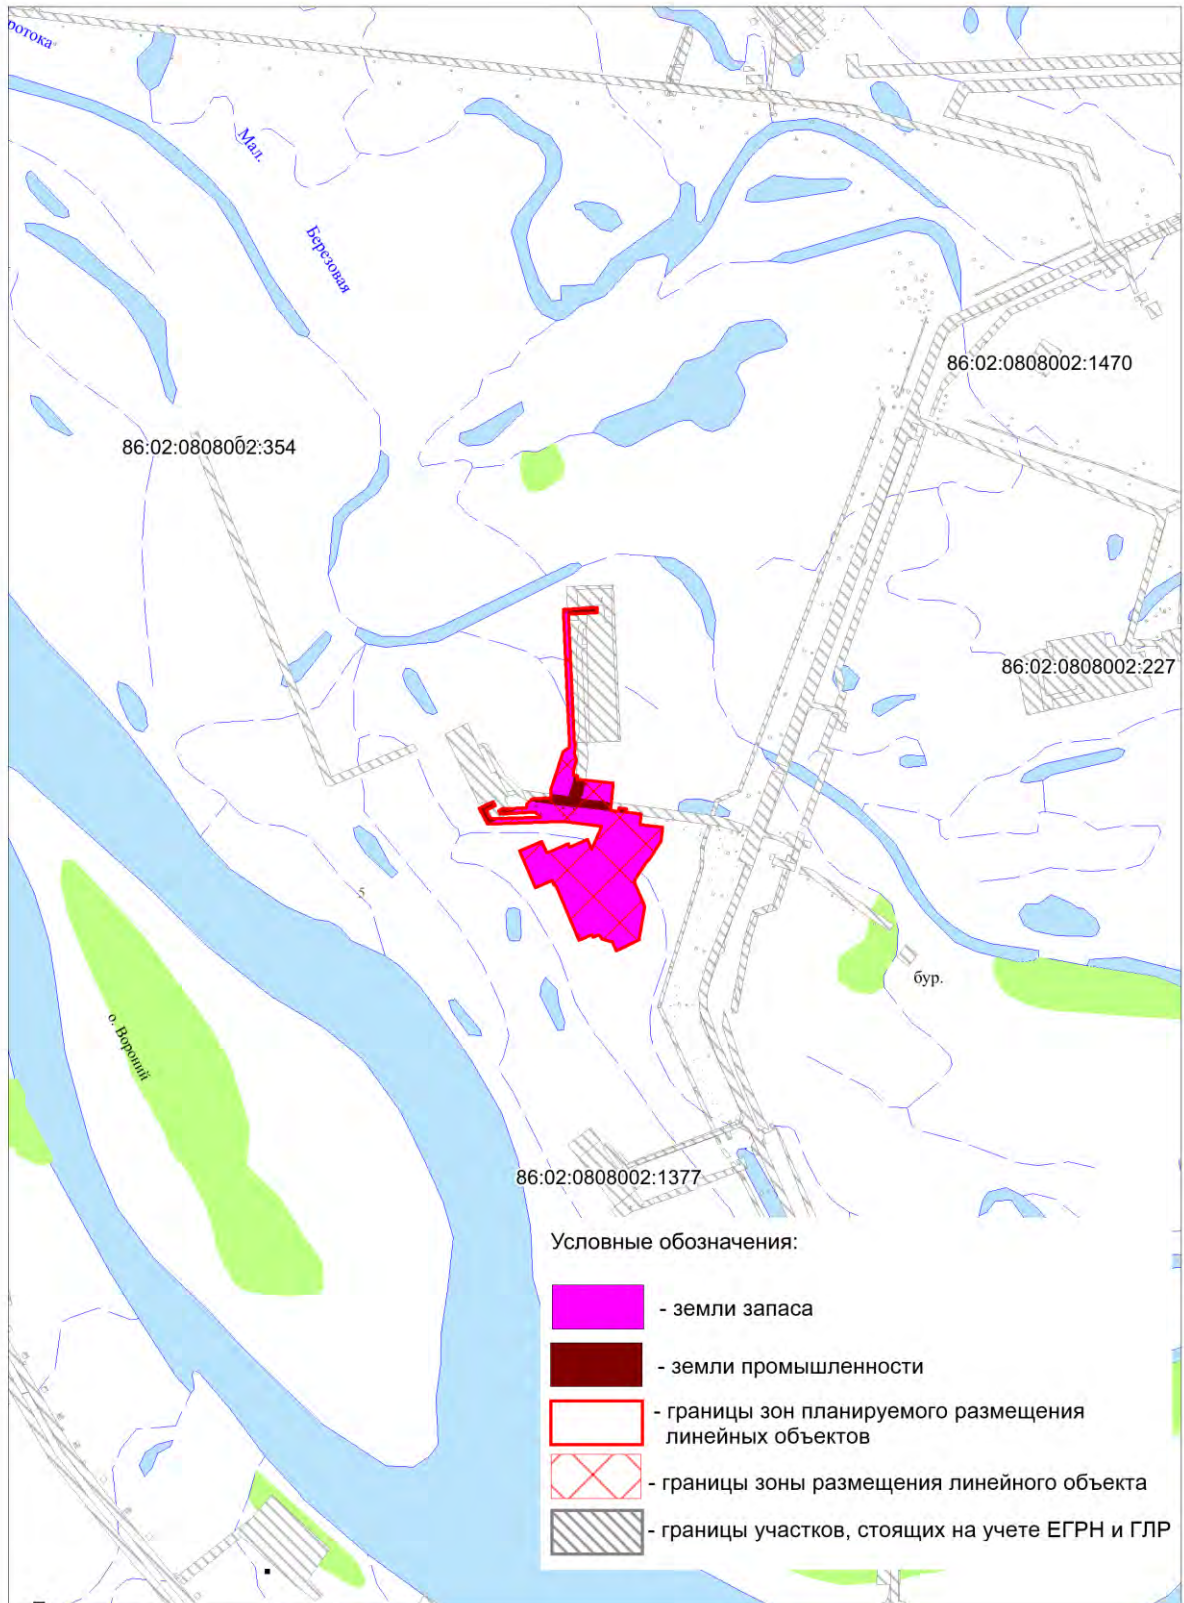 ротока
Мал.
Березовая
86:02:0808002:1470
86:02:0808002:354
86:02:0808002:227
5
бур.
о. Вороний
86:02:0808002:1377
Условные обозначения:
- земли запаса
- земли промышленности
- границы зон планируемого размещения
линейных объектов
- границы зоны размещения линейного объекта
- границы участков, стоящих на учете ЕГРН и ГЛР